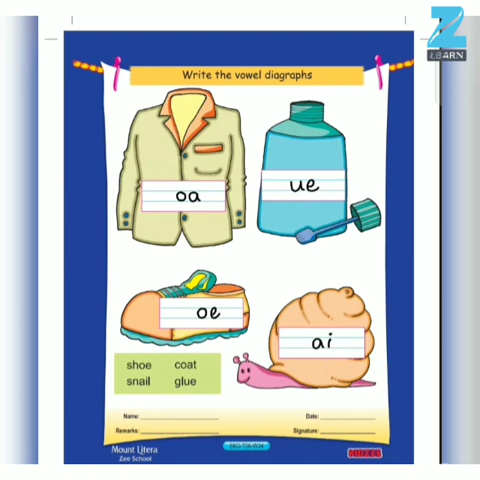 Z
LEARN
Write the vowel diagraphs
oa
ue
oe
ai
shoe coat
snail glue
Name:
Date:
Remarks:
Signature:
Mount Litera
Zee School
KIDZEE